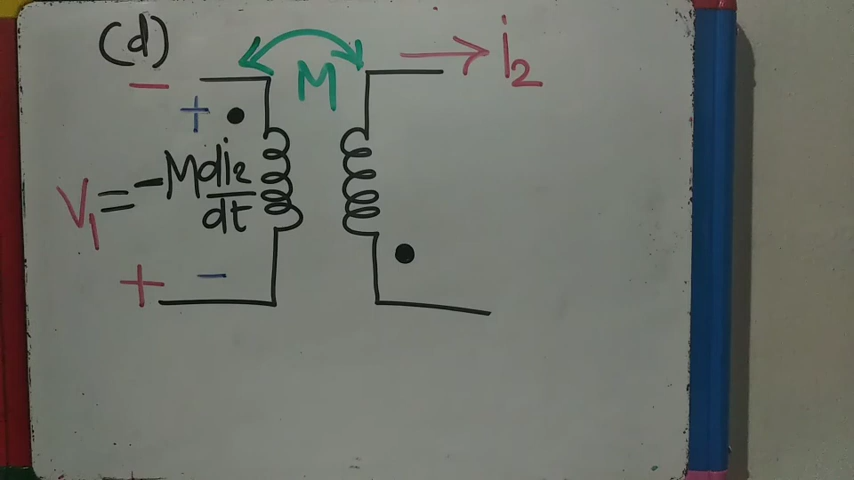 (d)
i2
M
−
+
V1 = −M di2/dt
+ −